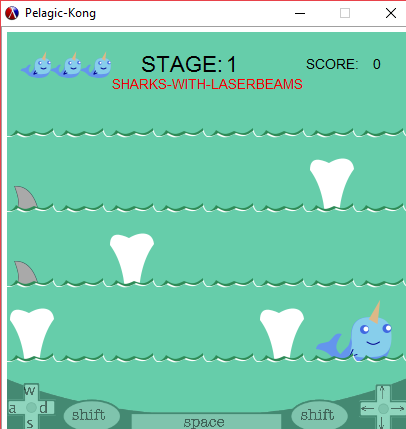 Pelagic-Kong
STAGE: 1
SCORE: 0
SHARKS-WITH-LASERBEAMS
w
a d
s
shift
space
shift